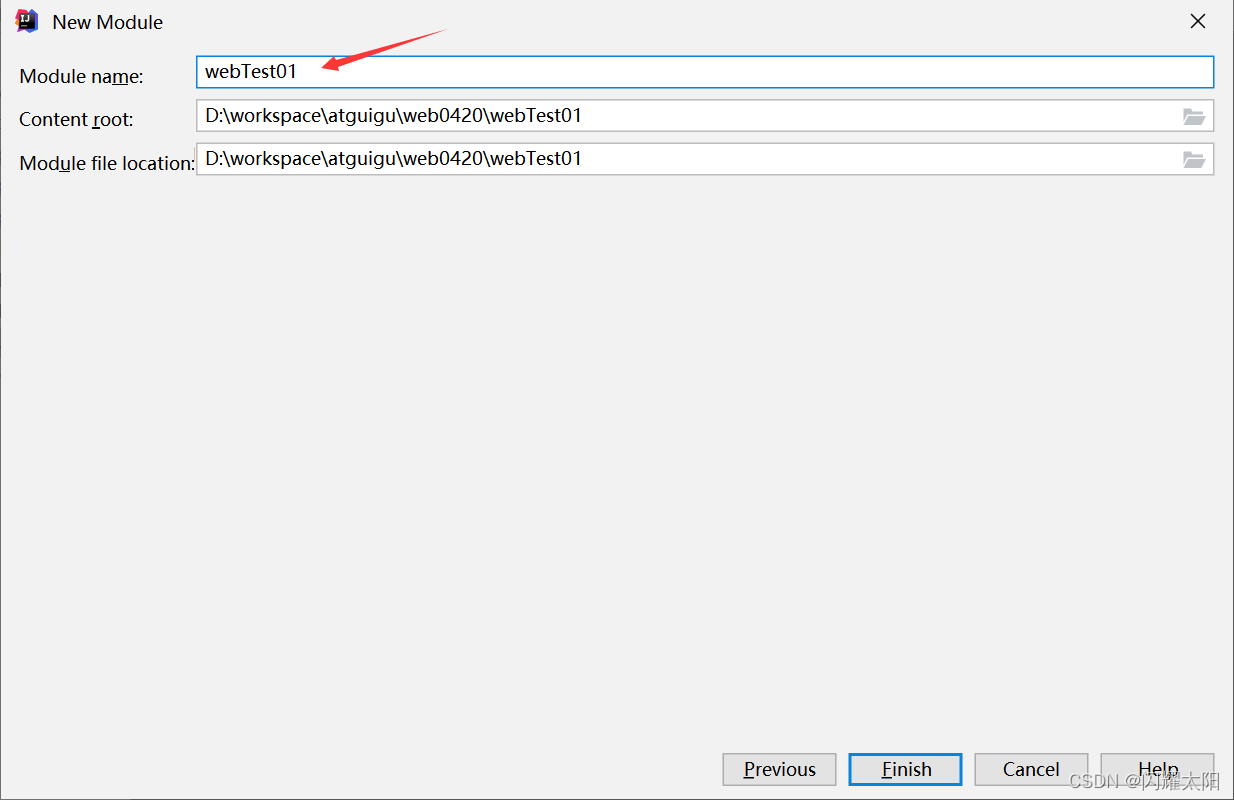 New Module
Module name: webTest01
Content root: D:\workspace\atguigu\web0420\webTest01
Module file location: D:\workspace\atguigu\web0420\webTest01
Previous Finish Cancel Help
CSDN @闪耀太阳